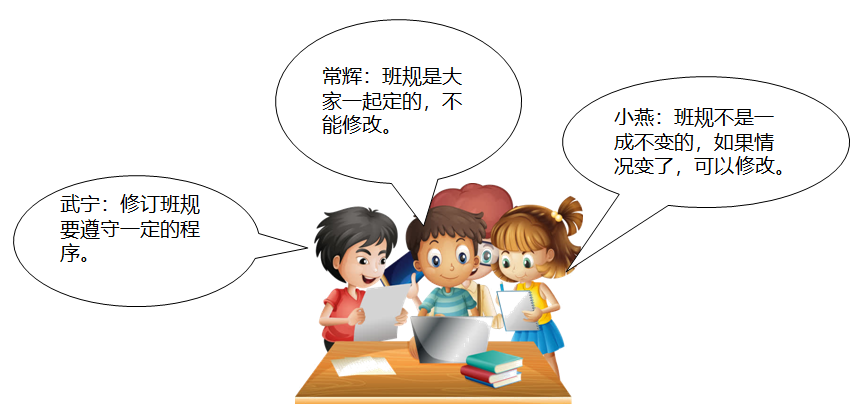 常辉：班规是大
家一起定的，不
能修改。
小燕：班规不是一
成不变的，如果情
况变了，可以修改。
武宁：修订班规
要遵守一定的程
序。